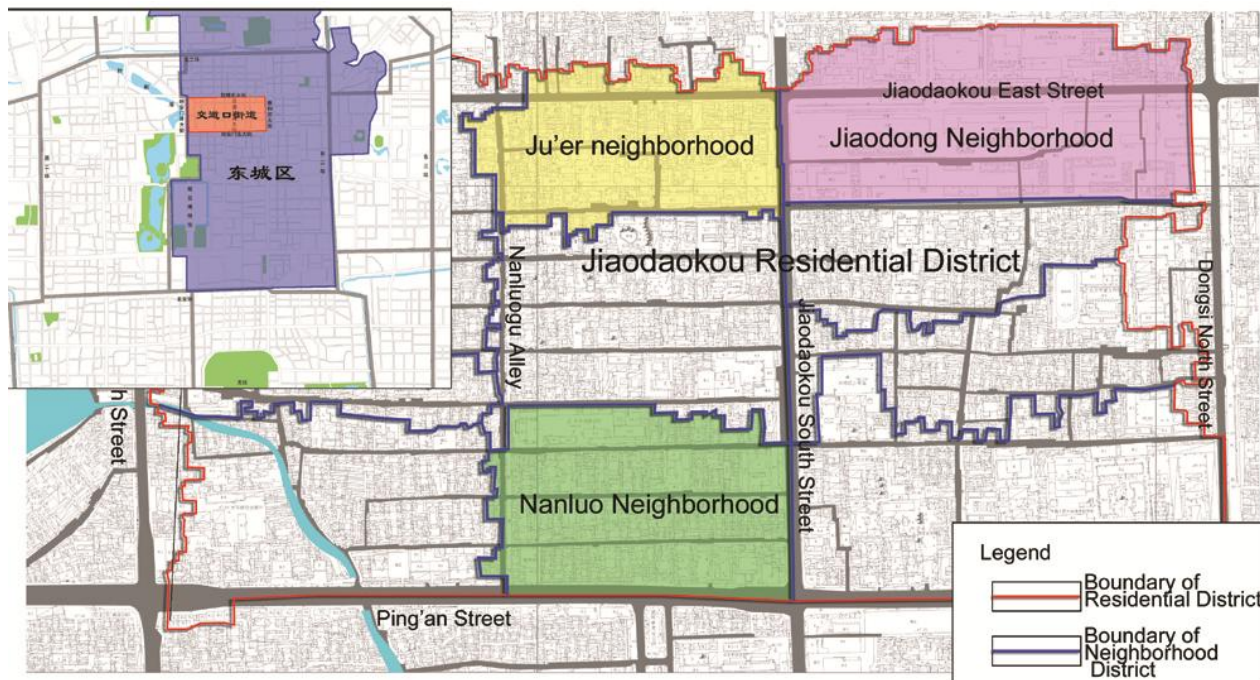 交道口街道
东城区
Jiaodaokou East Street
Ju'er neighborhood
Jiaodong Neighborhood
Jiaodaokou Residential District
Nanluogu Alley
Jiaodaokou South Street
Dongsi North Street
h Street
Nanluo Neighborhood
Ping'an Street
Legend
Boundary of
Residential District
Boundary of
Neighborhood
District